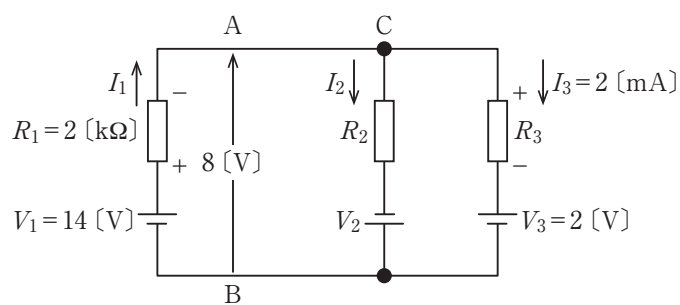 A C
I₁ − I₂ + I₃=2〔mA〕
R₁=2〔kΩ〕 R₂ R₃
+ 8〔V〕 −
V₁=14〔V〕 V₂ V₃=2〔V〕
B